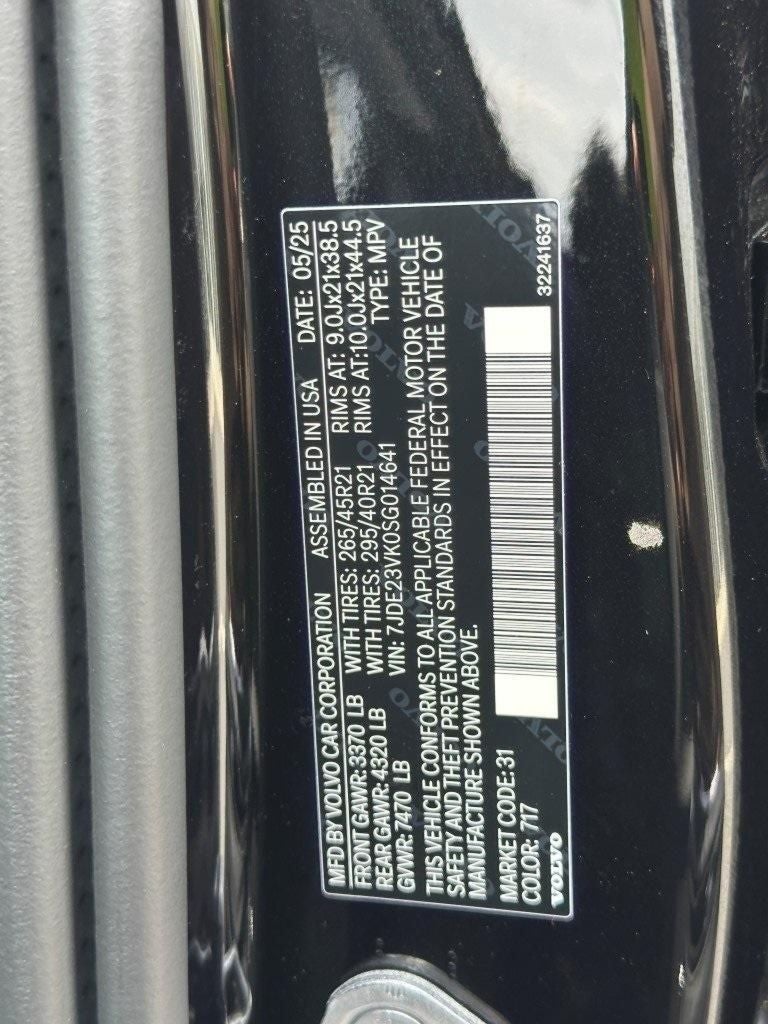 MFD BY VOLVO CAR CORPORATION ASSEMBLED IN USA DATE: 05/25
FRONT GAWR: 3370 LB WITH TIRES: 265/45R21 RIMS AT: 9.0Jx21x38.5
REAR GAWR: 4320 LB WITH TIRES: 295/40R21 RIMS AT:10.0Jx21x44.5
GVWR: 7470 LB VIN: 7JDE23VK0SG014641 TYPE: MPV
THIS VEHICLE CONFORMS TO ALL APPLICABLE FEDERAL MOTOR VEHICLE
SAFETY AND THEFT PREVENTION STANDARDS IN EFFECT ON THE DATE OF
MANUFACTURE SHOWN ABOVE.
MARKET CODE: 31
COLOR: 717
VOLVO
32241637